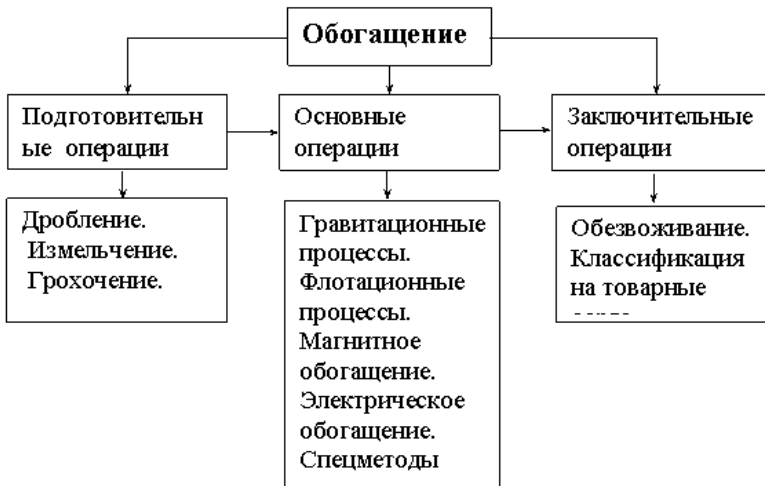 Обогащение
Подготовительн
ые операции
Основные
операции
Заключительные
операции
Дробление.
Измельчение.
Грохочение.
Гравитационные
процессы.
Флотационные
процессы.
Магнитное
обогащение.
Электрическое
обогащение.
Спецметоды
Обезвоживание.
Классификация
на товарные